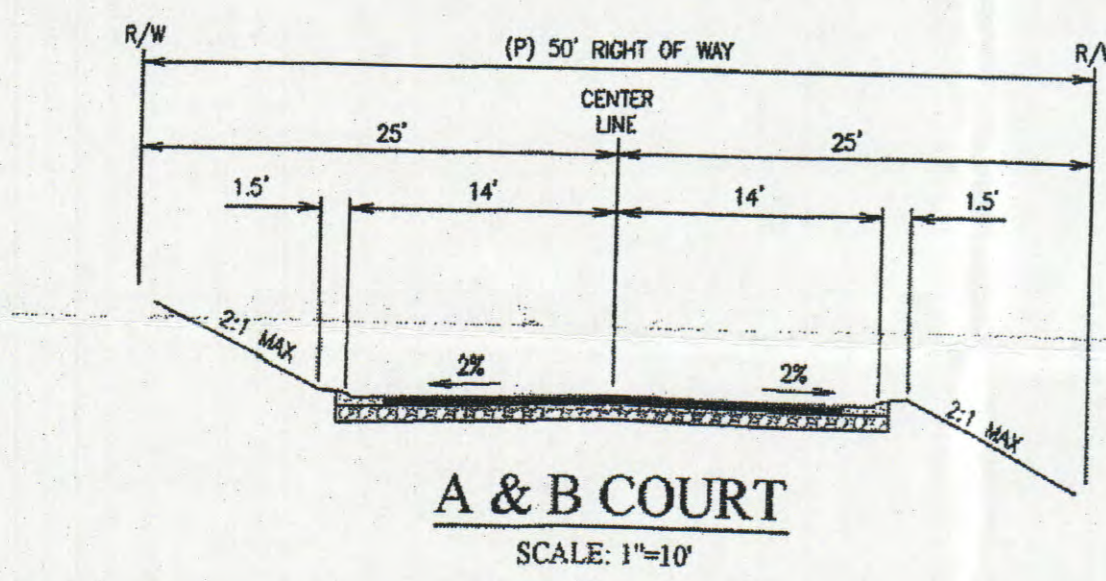 R/W
(P) 50' RIGHT OF WAY
R/W
CENTER
LINE
25'
25'
1.5'
14'
14'
1.5'
2:1 MAX
2%
2%
2:1 MAX
A & B COURT
SCALE: 1"=10'